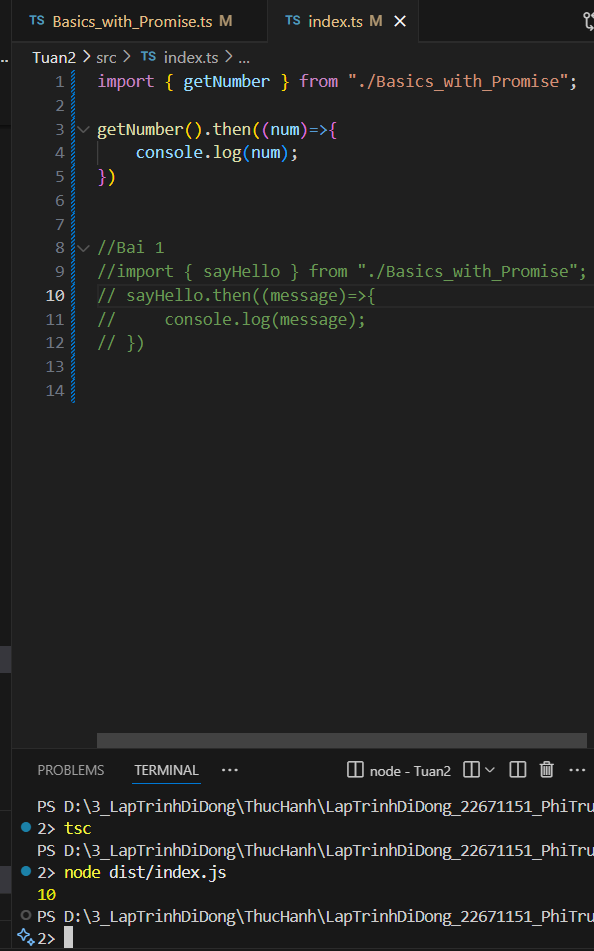 TS Basics_with_Promise.ts M
TS index.ts M
Tuan2 > src > TS index.ts > ...
1 import { getNumber } from "./Basics_with_Promise";
2
3 getNumber().then((num)=>{
4 console.log(num);
5 })
6
7
8 //Bai 1
9 //import { sayHello } from "./Basics_with_Promise";
10 // sayHello.then((message)=>{
11 // console.log(message);
12 // })
13
14
PROBLEMS TERMINAL ... node - Tuan2 ...
PS D:\3_LapTrinhDiDong\ThucHanh\LapTrinhDiDong_22671151_PhiTru
2> tsc
PS D:\3_LapTrinhDiDong\ThucHanh\LapTrinhDiDong_22671151_PhiTru
2> node dist/index.js
10
PS D:\3_LapTrinhDiDong\ThucHanh\LapTrinhDiDong_22671151_PhiTru
2>